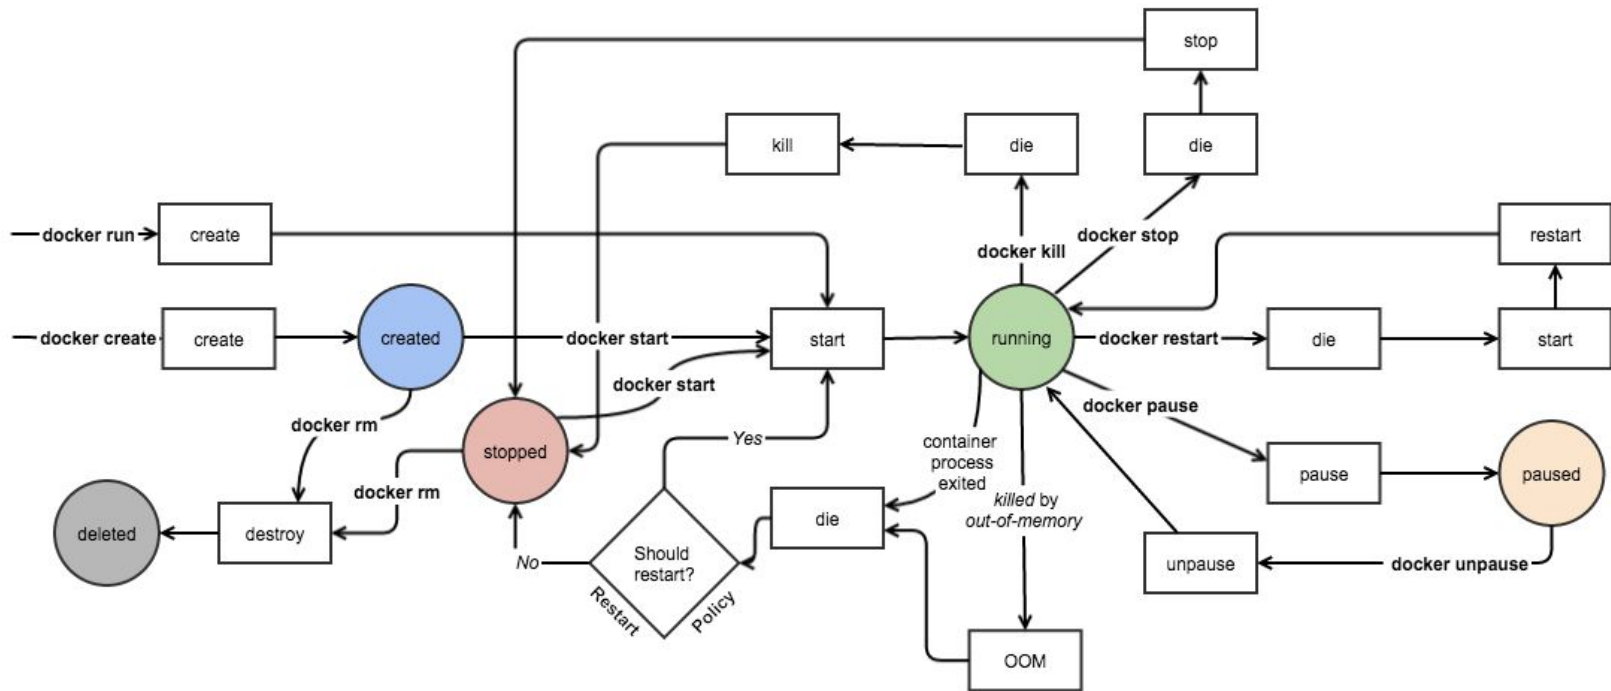 stop
kill
die
die
docker run
create
docker kill
docker stop
restart
docker create
create
created
docker start
start
running
docker restart
die
start
docker start
docker pause
docker rm
stopped
Yes
container
process
exited
pause
paused
docker rm
killed by
out-of-memory
deleted
destroy
die
No
Should
restart?
Restart
Policy
unpause
docker unpause
OOM